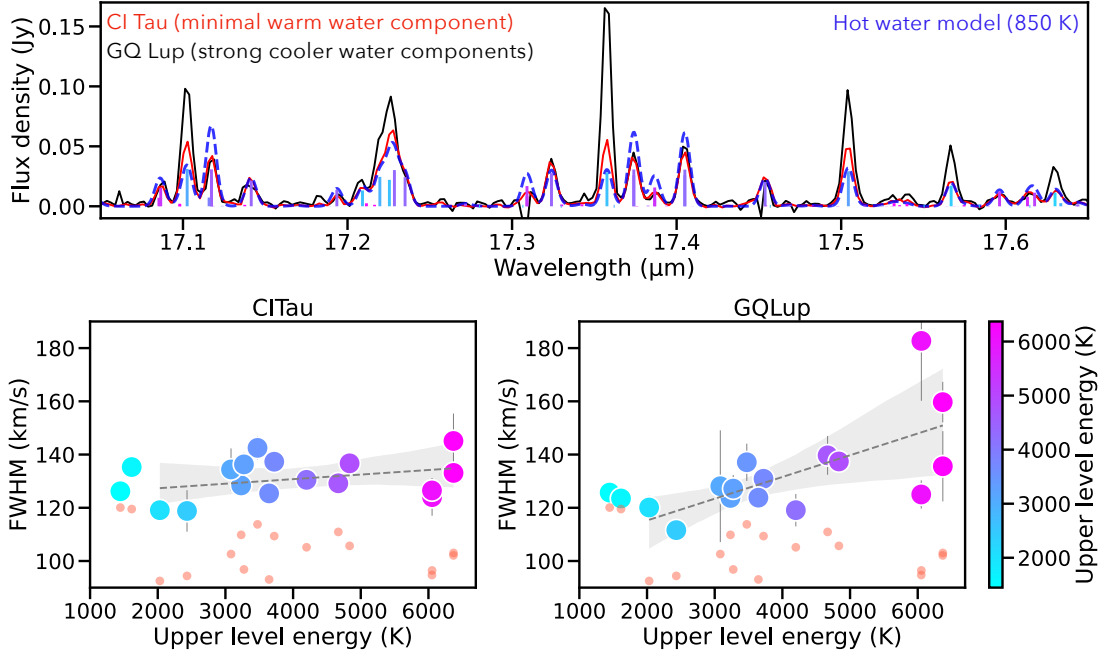 CI Tau (minimal warm water component)
GQ Lup (strong cooler water components)
Hot water model (850 K)
Flux density (Jy)
0.15
0.10
0.05
0.00
17.1 17.2 17.3 17.4 17.5 17.6
Wavelength (μm)
CITau
FWHM (km/s)
180
160
140
120
100
1000 2000 3000 4000 5000 6000
Upper level energy (K)
GQLup
FWHM (km/s)
180
160
140
120
100
1000 2000 3000 4000 5000 6000
Upper level energy (K)
6000
5000
4000
3000
2000
Upper level energy (K)